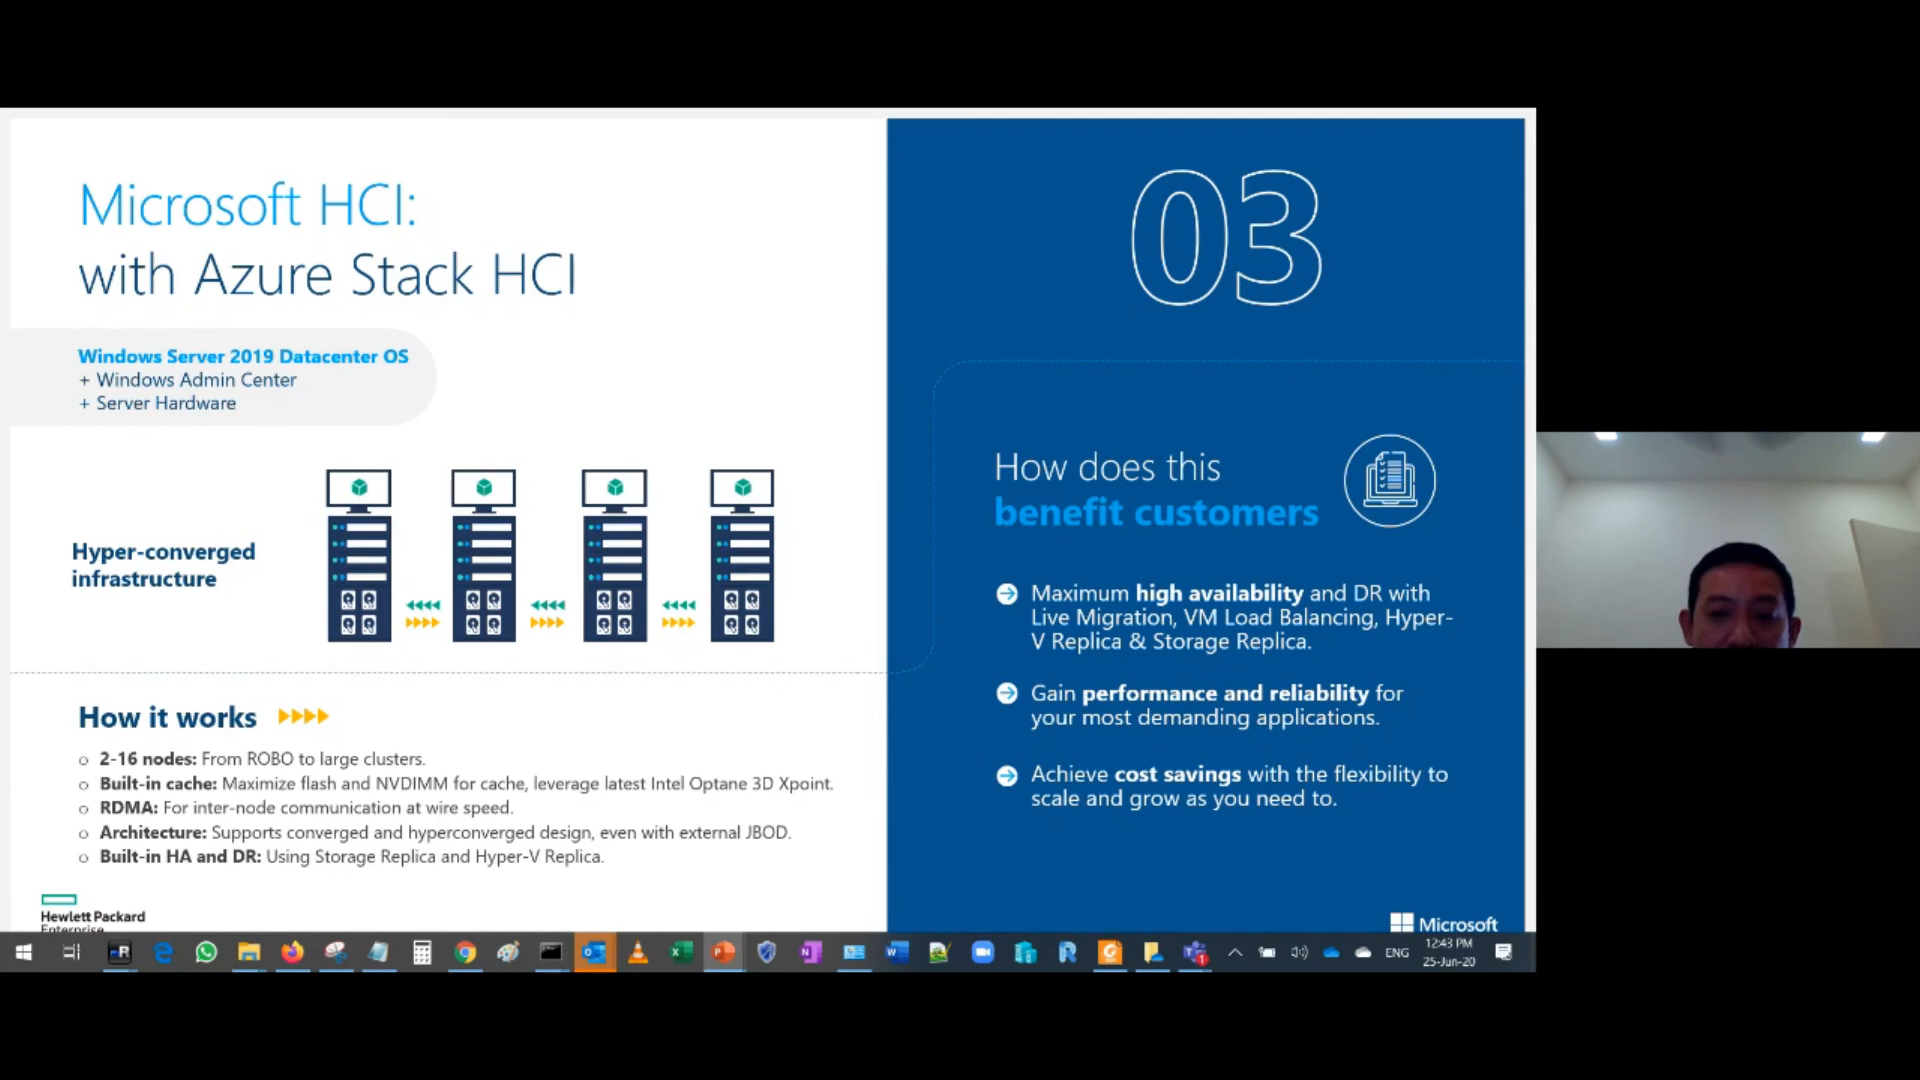 Microsoft HCI:
with Azure Stack HCI
Windows Server 2019 Datacenter OS
+ Windows Admin Center
+ Server Hardware
Hyper-converged
infrastructure
How it works
2-16 nodes: From ROBO to large clusters.
Built-in cache: Maximize flash and NVDIMM for cache, leverage latest Intel Optane 3D Xpoint.
RDMA: For inter-node communication at wire speed.
Architecture: Supports converged and hyperconverged design, even with external JBOD.
Built-in HA and DR: Using Storage Replica and Hyper-V Replica.
Hewlett Packard
Enterprise
03
How does this
benefit customers
Maximum high availability and DR with
Live Migration, VM Load Balancing, Hyper-
V Replica & Storage Replica.
Gain performance and reliability for
your most demanding applications.
Achieve cost savings with the flexibility to
scale and grow as you need to.
Microsoft
ENG
12:43 PM
25-Jun-20